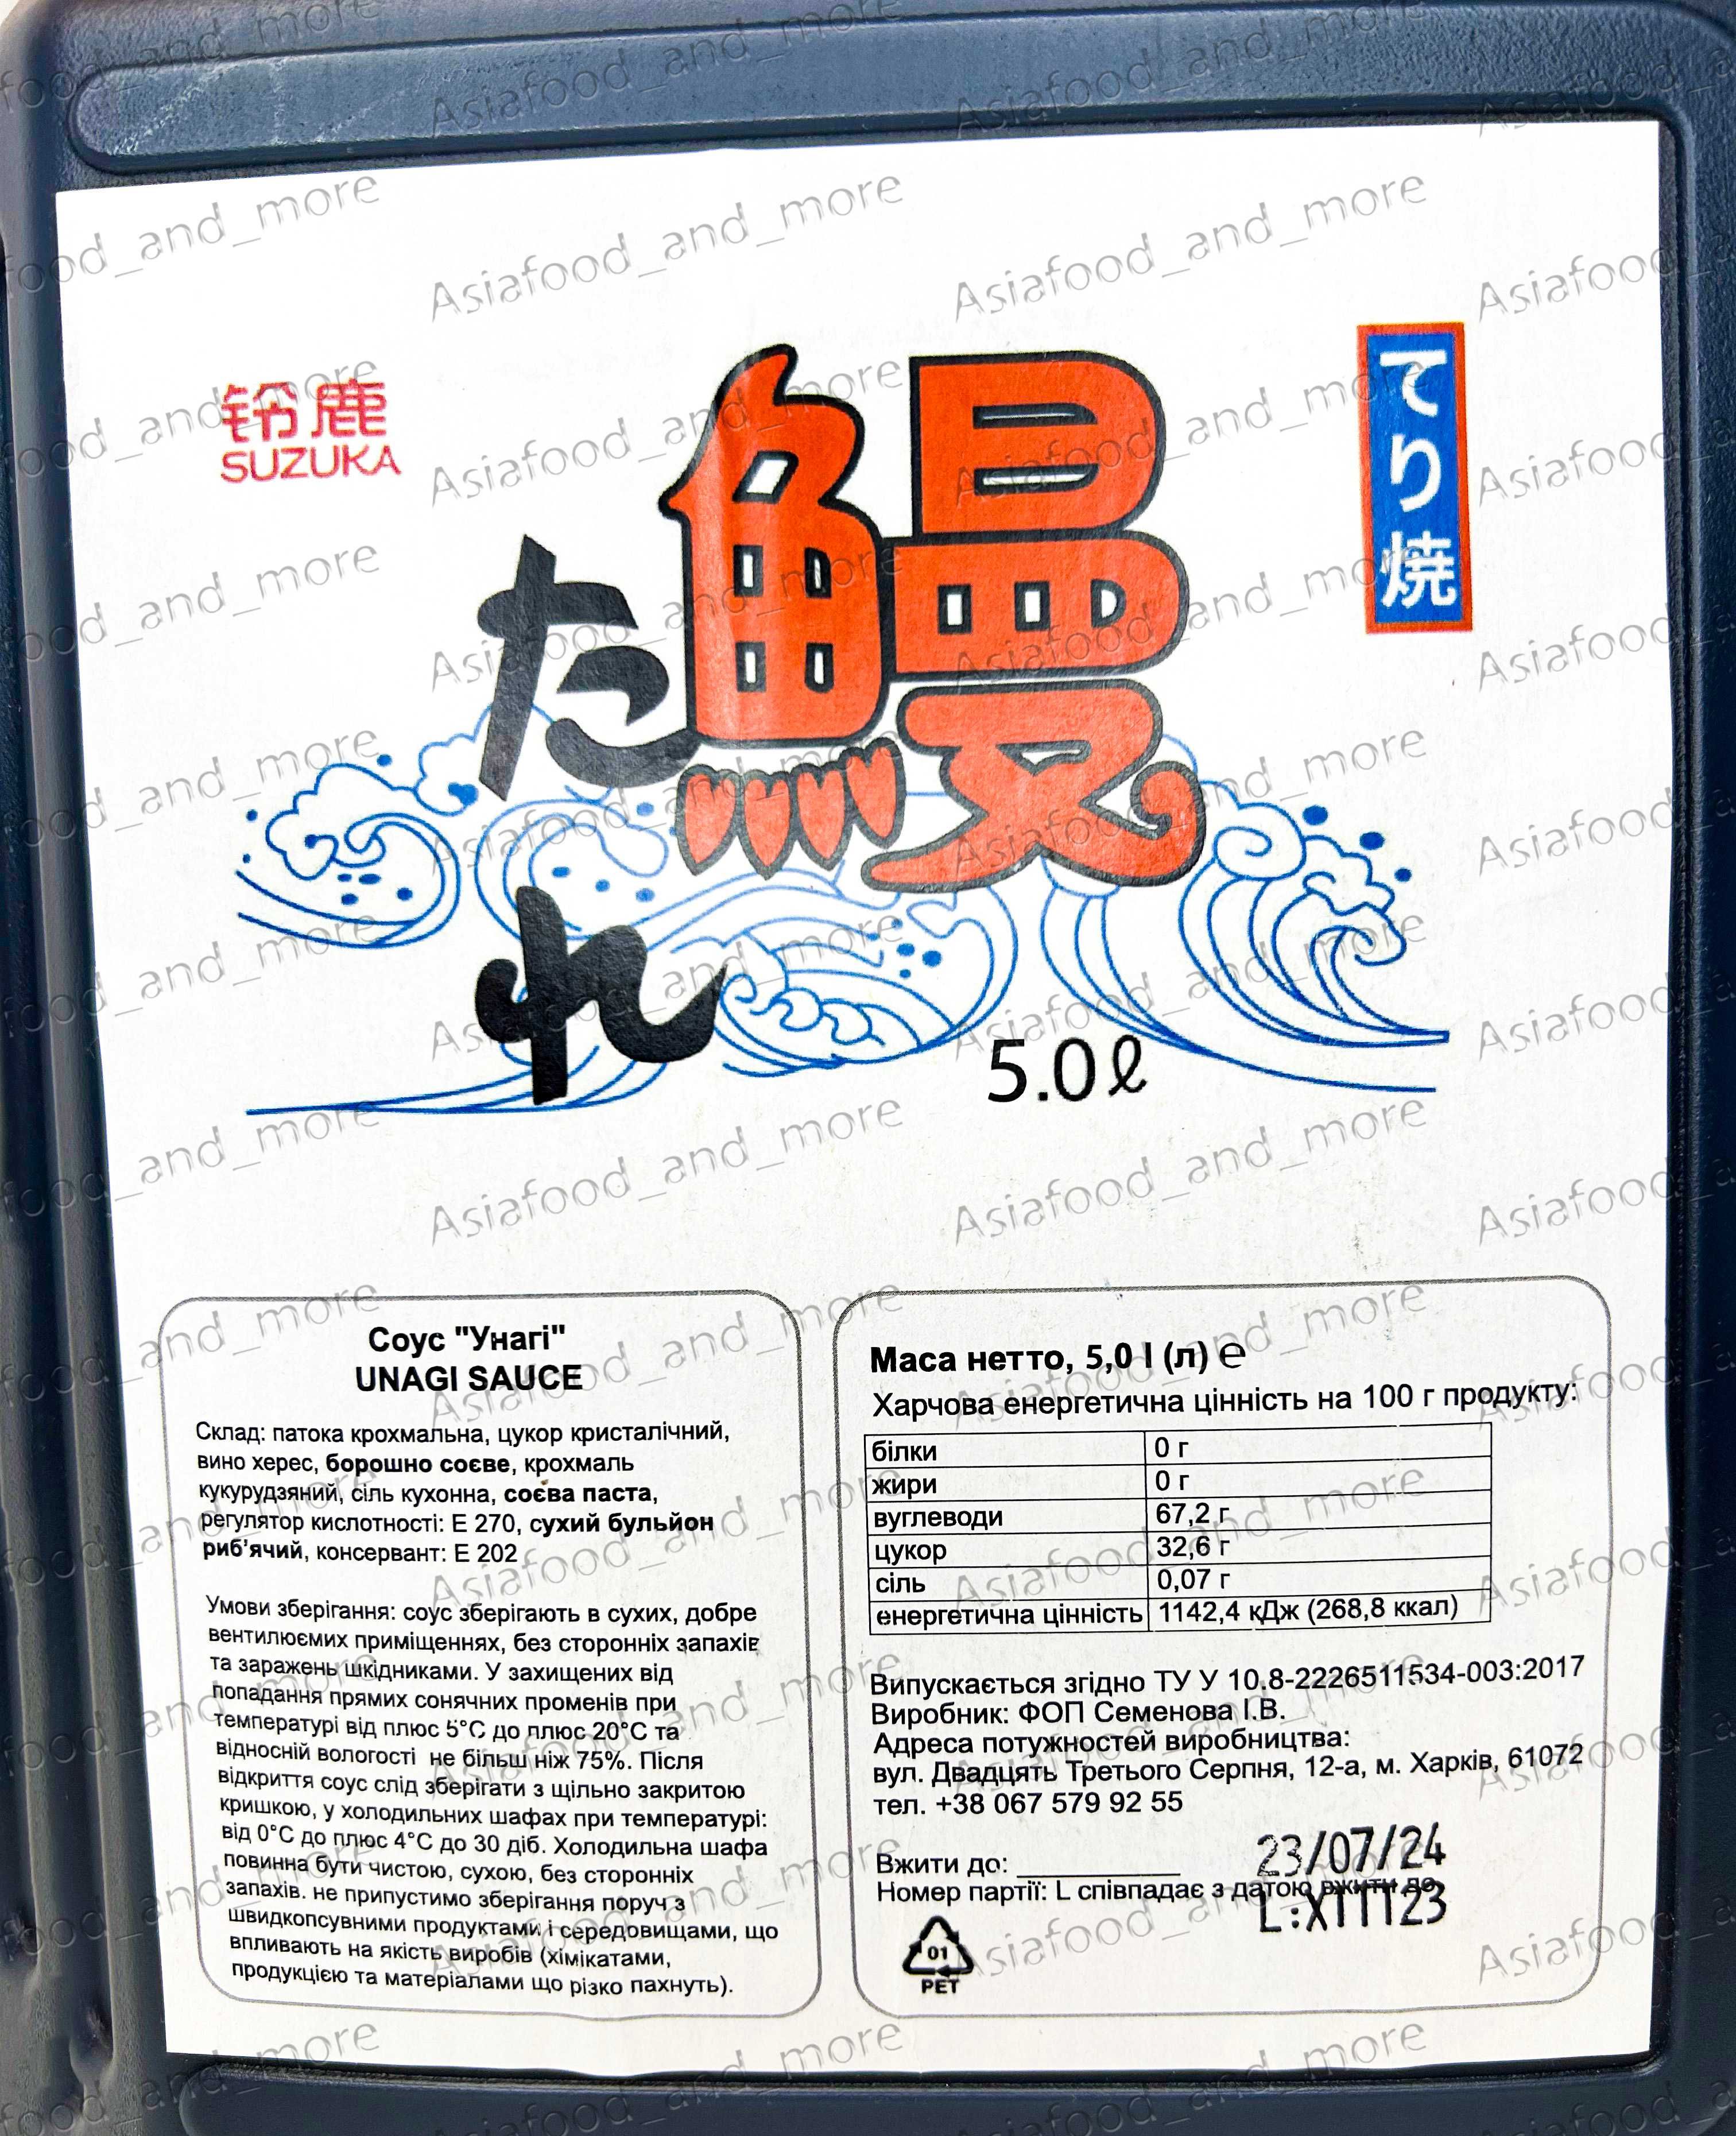 铃鹿
SUZUKA
鰻
たれ
てり焼
5.0ℓ
Соус "Унагі"
UNAGI SAUCE
Склад: патока крохмальна, цукор кристалічний,
вино херес, борошно соєве, крохмаль
кукурудзяний, сіль кухонна, соєва паста,
регулятор кислотності: Е 270, сухий бульйон
риб'ячий, консервант: Е 202
Умови зберігання: соус зберігають в сухих, добре
вентилюємих приміщеннях, без сторонніх запахів
та заражень шкідниками. У захищених від
попадання прямих сонячних променів при
температурі від плюс 5°С до плюс 20°С та
відносній вологості не більш ніж 75%. Після
відкриття соус слід зберігати з щільно закритою
кришкою, у холодильних шафах при температурі:
від 0°С до плюс 4°С до 30 діб. Холодильна шафа
повинна бути чистою, сухою, без сторонніх
запахів. не припустимо зберігання поруч з
швидкопсувними продуктами і середовищами, що
впливають на якість виробів (хімікатами,
продукцією та матеріалами що різко пахнуть).
Маса нетто, 5,0 l (л) ℮
Харчова енергетична цінність на 100 г продукту:
білки 0 г
жири 0 г
вуглеводи 67,2 г
цукор 32,6 г
сіль 0,07 г
енергетична цінність 1142,4 кДж (268,8 ккал)
Випускається згідно ТУ У 10.8-2226511534-003:2017
Виробник: ФОП Семенова І.В.
Адреса потужностей виробництва:
вул. Двадцять Третього Серпня, 12-а, м. Харків, 61072
тел. +38 067 579 92 55
Вжити до: 23/07/24
Номер партії: L співпадає з датою вжити до
L:X11123
01
PET
Asiafood_and_more